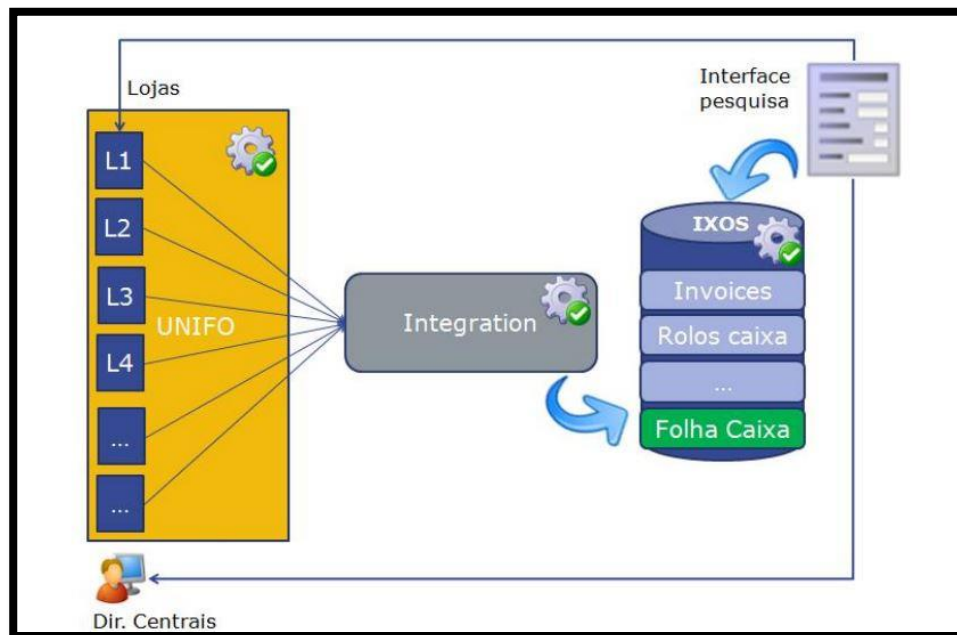 Lojas
L1
L2
L3
L4
...
...
UNIFO
Dir. Centrais
Integration
Interface
pesquisa
IXOS
Invoices
Rolos caixa
...
Folha Caixa